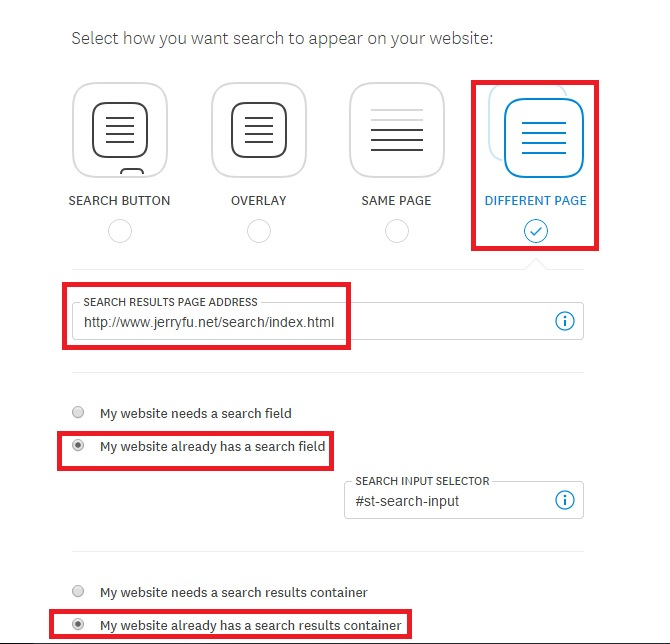 Select how you want search to appear on your website:
SEARCH BUTTON
OVERLAY
SAME PAGE
DIFFERENT PAGE
SEARCH RESULTS PAGE ADDRESS
http://www.jerryfu.net/search/index.html
My website needs a search field
My website already has a search field
SEARCH INPUT SELECTOR
#st-search-input
My website needs a search results container
My website already has a search results container